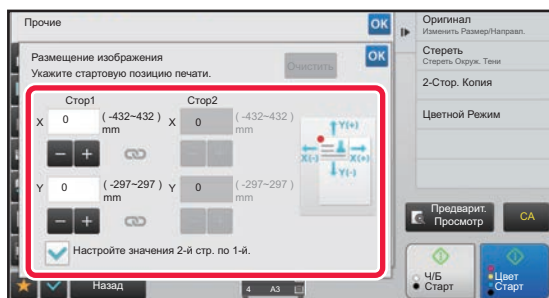 Прочие
OK
Размещение изображения
OK
Укажите стартовую позицию печати.
Очистить
Стор1
Стор2
X 0 ( -432~432 ) mm
X 0 ( -432~432 ) mm
- +
- +
Y(+)
X(-) X(+)
Y(-)
Y 0 ( -297~297 ) mm
Y 0 ( -297~297 ) mm
- +
- +
Настройте значения 2-й стр. по 1-й.
Назад
4 A3
Оригинал
Изменить Размер/Направл.
Стереть
Стереть Окруж. Тени
2-Стор. Копия
Цветной Режим
Предварит.
Просмотр
CA
Ч/Б
Старт
Цвет
Старт